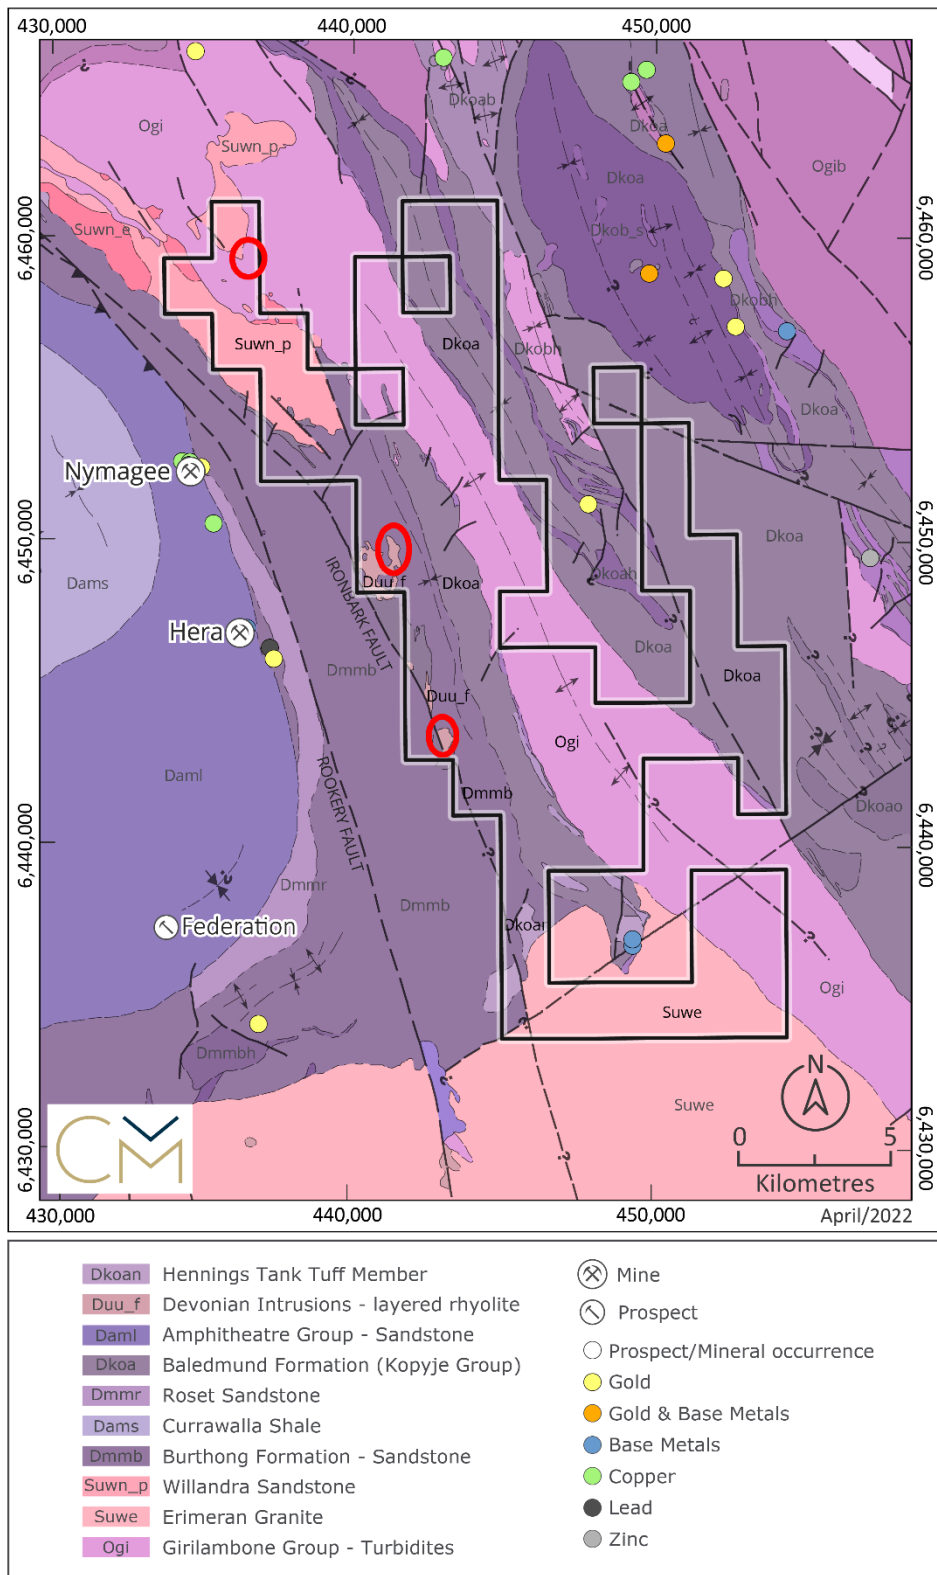 430,000 440,000 450,000
6,460,000
6,450,000
6,440,000
6,430,000
6,460,000
6,450,000
6,440,000
6,430,000
?
Dkoab
Dkoa
Ogi
Suwn_p
Ogib
Dkoa
Suwn_e
Dkob_s
Dkobh
Suwn_p
Dkoa
Dkobh
Dkoa
Nymagee
Dkoa
IRONBARK FAULT
Dams
Duu_f
Dkoa
Dkoah
Hera
Dkoa
Dmmb
Dkoa
Duu_f
Ogi
Daml
ROOKERY FAULT
Dmmb
Dkoao
Dmmr
Dmmb
Federation
Dkoan
Ogi
Suwe
Dmmbh
Suwe
N
0 5
Kilometres
CM
430,000 440,000 450,000 April/2022
Dkoan Hennings Tank Tuff Member
Duu_f Devonian Intrusions - layered rhyolite
Daml Amphitheatre Group - Sandstone
Dkoa Baledmund Formation (Kopyje Group)
Dmmr Roset Sandstone
Dams Currawalla Shale
Dmmb Burthong Formation - Sandstone
Suwn_p Willandra Sandstone
Suwe Erimeran Granite
Ogi Girilambone Group - Turbidites
Mine
Prospect
Prospect/Mineral occurrence
Gold
Gold & Base Metals
Base Metals
Copper
Lead
Zinc